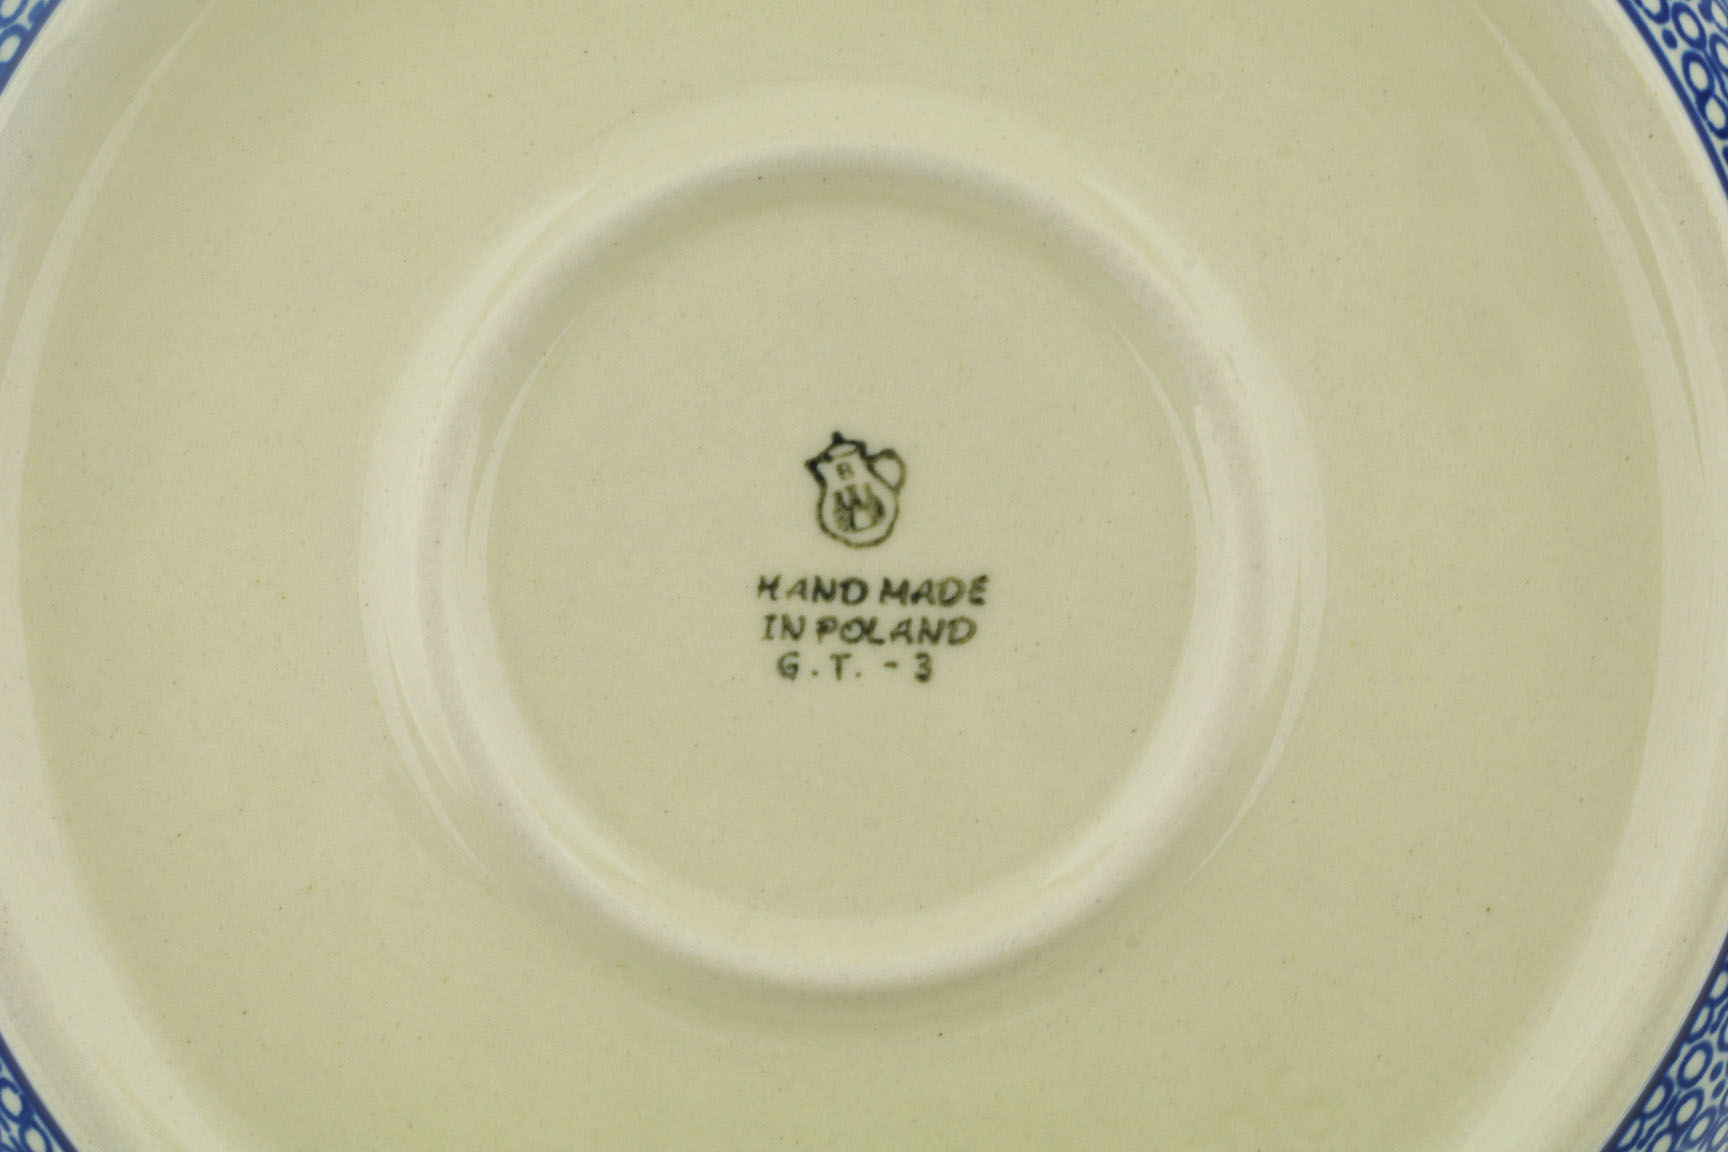 B
HAND MADE
IN POLAND
G.T. - 3